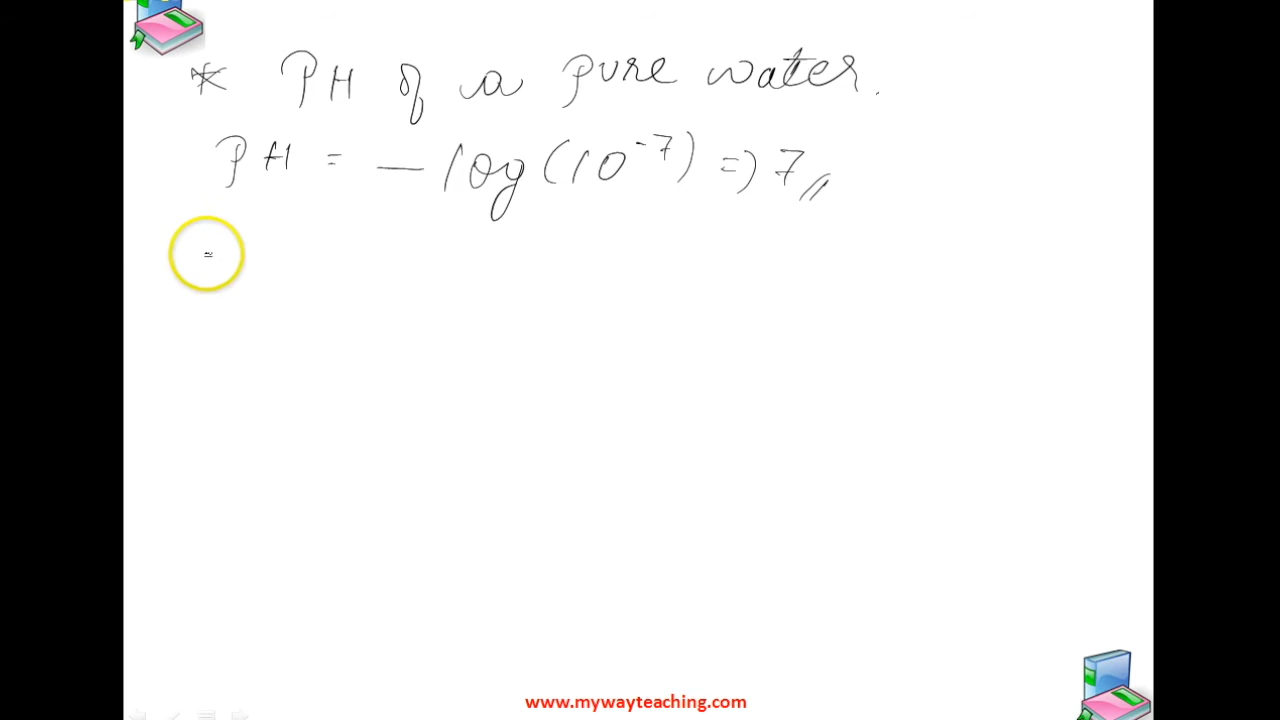 * PH of a pure water.
PH = - log (10⁻⁷) => 7//
=
www.mywayteaching.com